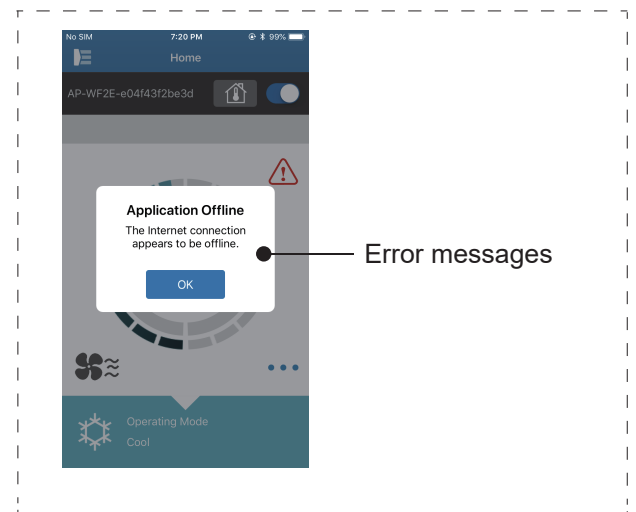 No SIM 7:20 PM 99%
Home
AP-WF2E-e04f43f2be3d
Application Offline
The Internet connection
appears to be offline.
Error messages
OK
Operating Mode
Cool